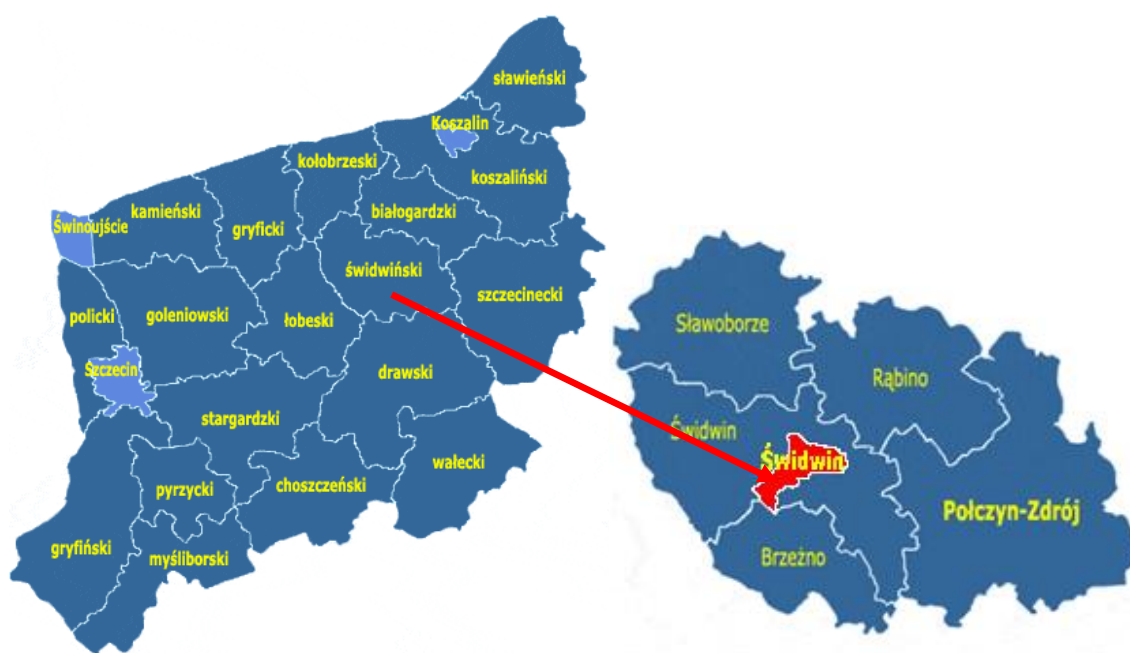 sławieński
Koszalin
kołobrzeski
koszaliński
kamieński
białogardzki
Świnoujście
gryficki
świdwiński
szczecinecki
policki
goleniowski
łobeski
Szczecin
drawski
stargardzki
wałecki
pyrzycki
choszczeński
gryfiński
myśliborski
Sławoborze
Rąbino
Świdwin
Świdwin
Połczyn-Zdrój
Brzeżno